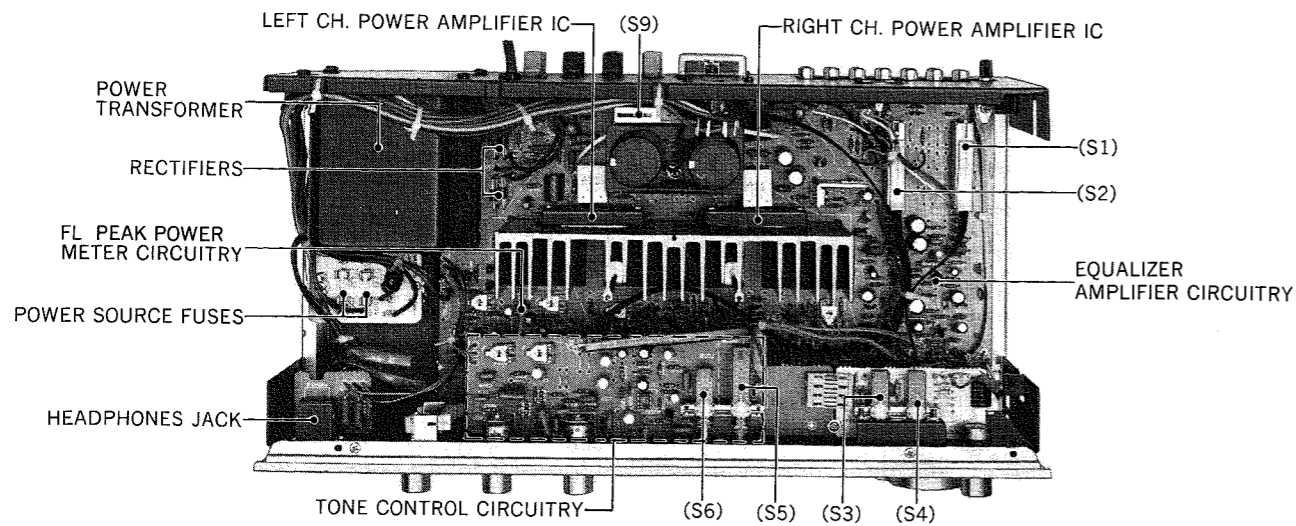 LEFT CH. POWER AMPLIFIER IC
(S9)
RIGHT CH. POWER AMPLIFIER IC
POWER
TRANSFORMER
RECTIFIERS
(S1)
(S2)
FL PEAK POWER
METER CIRCUITRY
EQUALIZER
AMPLIFIER CIRCUITRY
POWER SOURCE FUSES
HEADPHONES JACK
TONE CONTROL CIRCUITRY
(S6)
(S5)
(S3)
(S4)